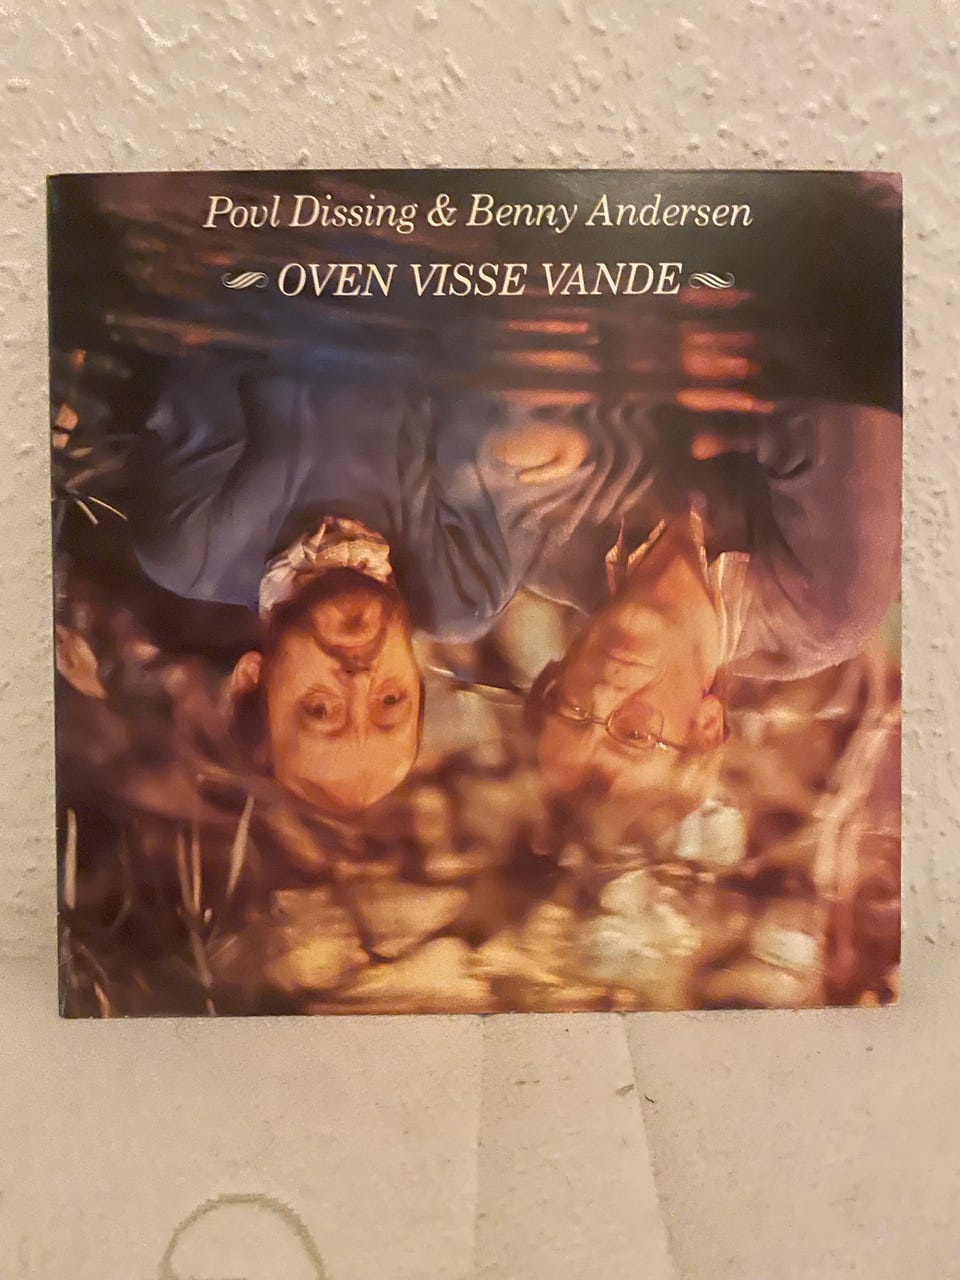 Povl Dissing & Benny Andersen
OVEN VISSE VANDE